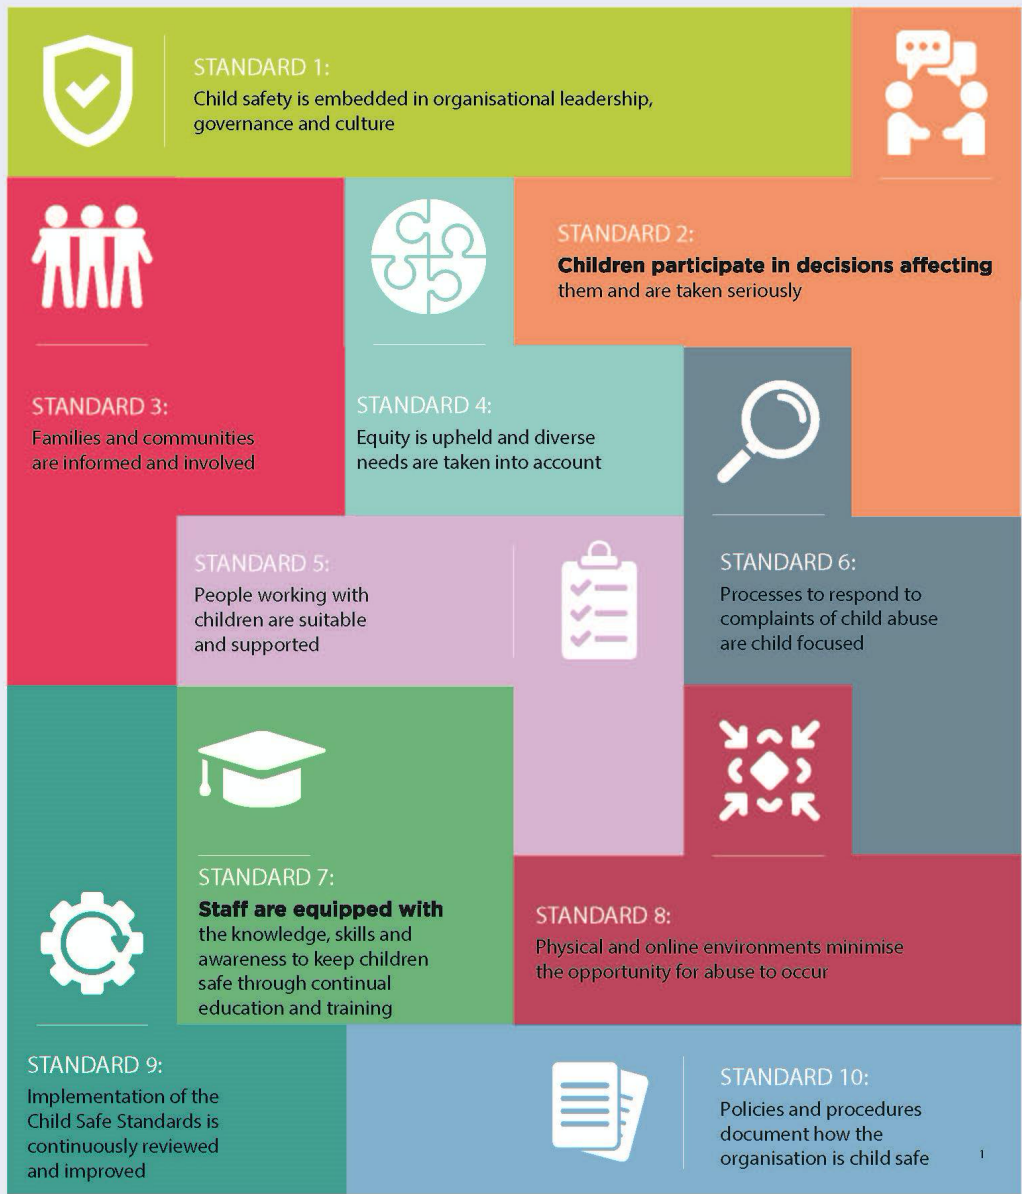 STANDARD 1:
Child safety is embedded in organisational leadership,
governance and culture
STANDARD 2:
Children participate in decisions affecting
them and are taken seriously
STANDARD 3:
Families and communities
are informed and involved
STANDARD 4:
Equity is upheld and diverse
needs are taken into account
STANDARD 5:
People working with
children are suitable
and supported
STANDARD 6:
Processes to respond to
complaints of child abuse
are child focused
STANDARD 7:
Staff are equipped with
the knowledge, skills and
awareness to keep children
safe through continual
education and training
STANDARD 8:
Physical and online environments minimise
the opportunity for abuse to occur
STANDARD 9:
Implementation of the
Child Safe Standards is
continuously reviewed
and improved
STANDARD 10:
Policies and procedures
document how the
organisation is child safe
1